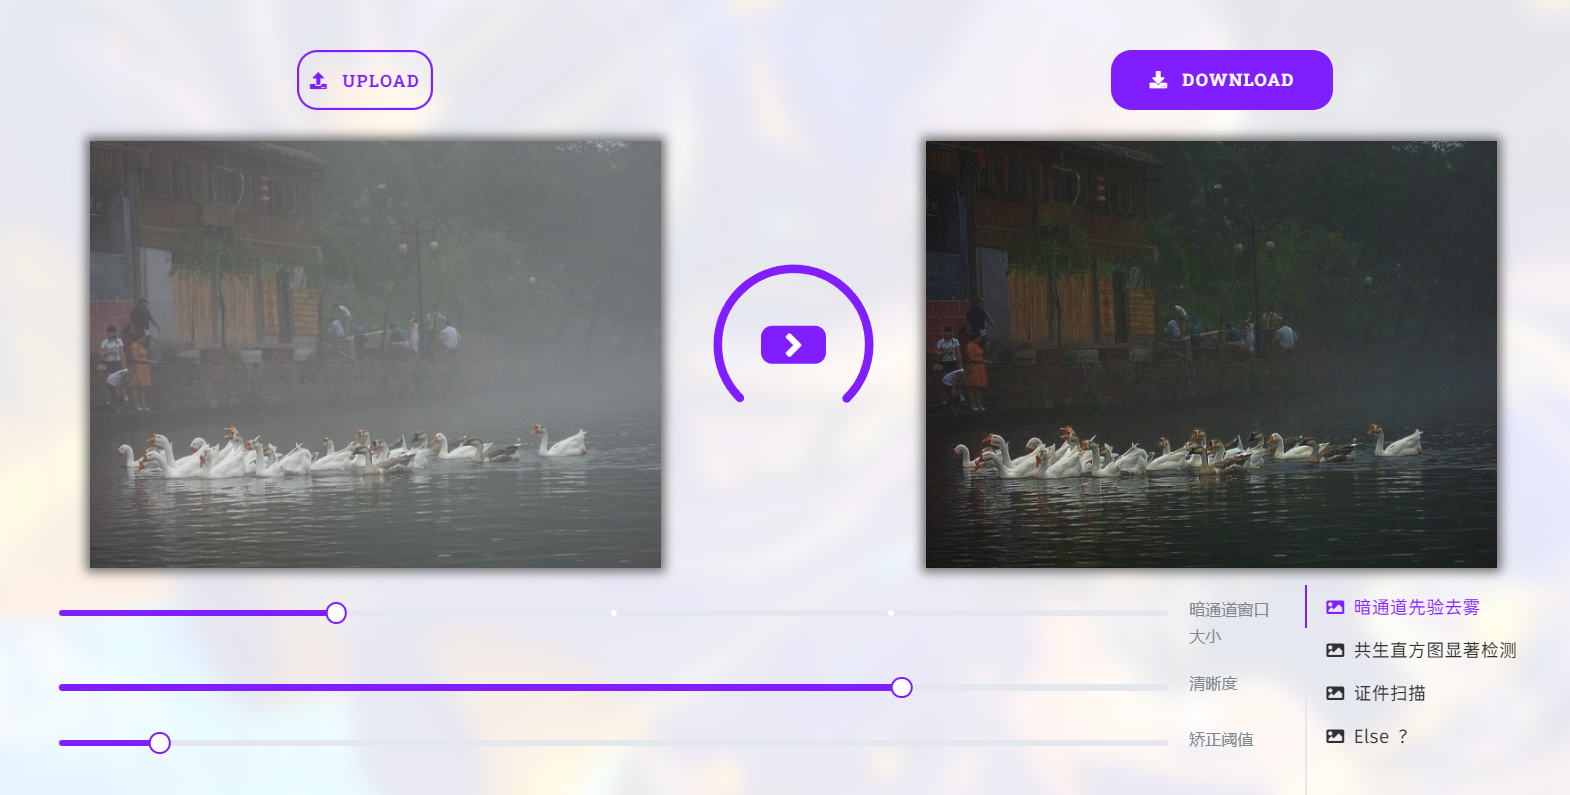 UPLOAD
DOWNLOAD
暗通道窗口
大小
清晰度
矫正阈值
暗通道先验去雾
共生直方图显著检测
证件扫描
Else ？